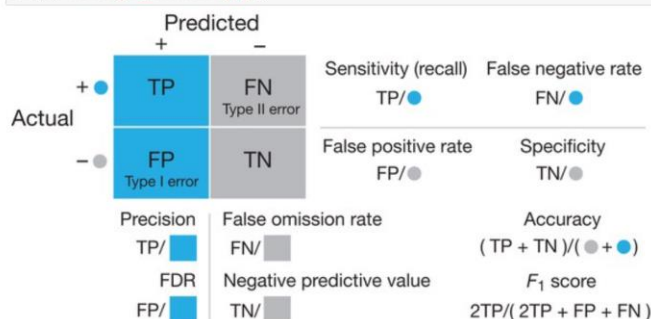 Predicted
+ −
+ TP FN
Type II error
Actual
− FP TN
Type I error
Sensitivity (recall) False negative rate
TP/ FN/
False positive rate Specificity
FP/ TN/
Precision False omission rate Accuracy
TP/ FN/ ( TP + TN )/( + )
FDR Negative predictive value F1 score
FP/ TN/ 2TP/( 2TP + FP + FN )